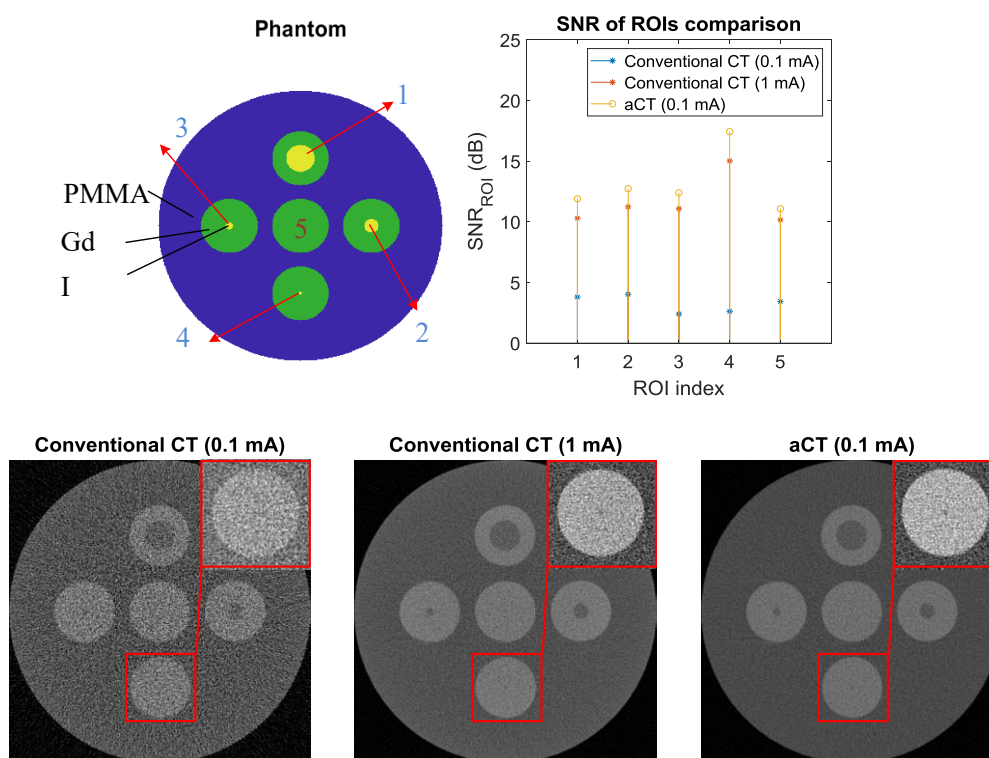 Phantom
1
3
PMMA
Gd
I
5
4
2
SNR of ROIs comparison
25
20
15
10
5
0
SNR_ROI (dB)
Conventional CT (0.1 mA)
Conventional CT (1 mA)
aCT (0.1 mA)
1 2 3 4 5
ROI index
Conventional CT (0.1 mA)
Conventional CT (1 mA)
aCT (0.1 mA)